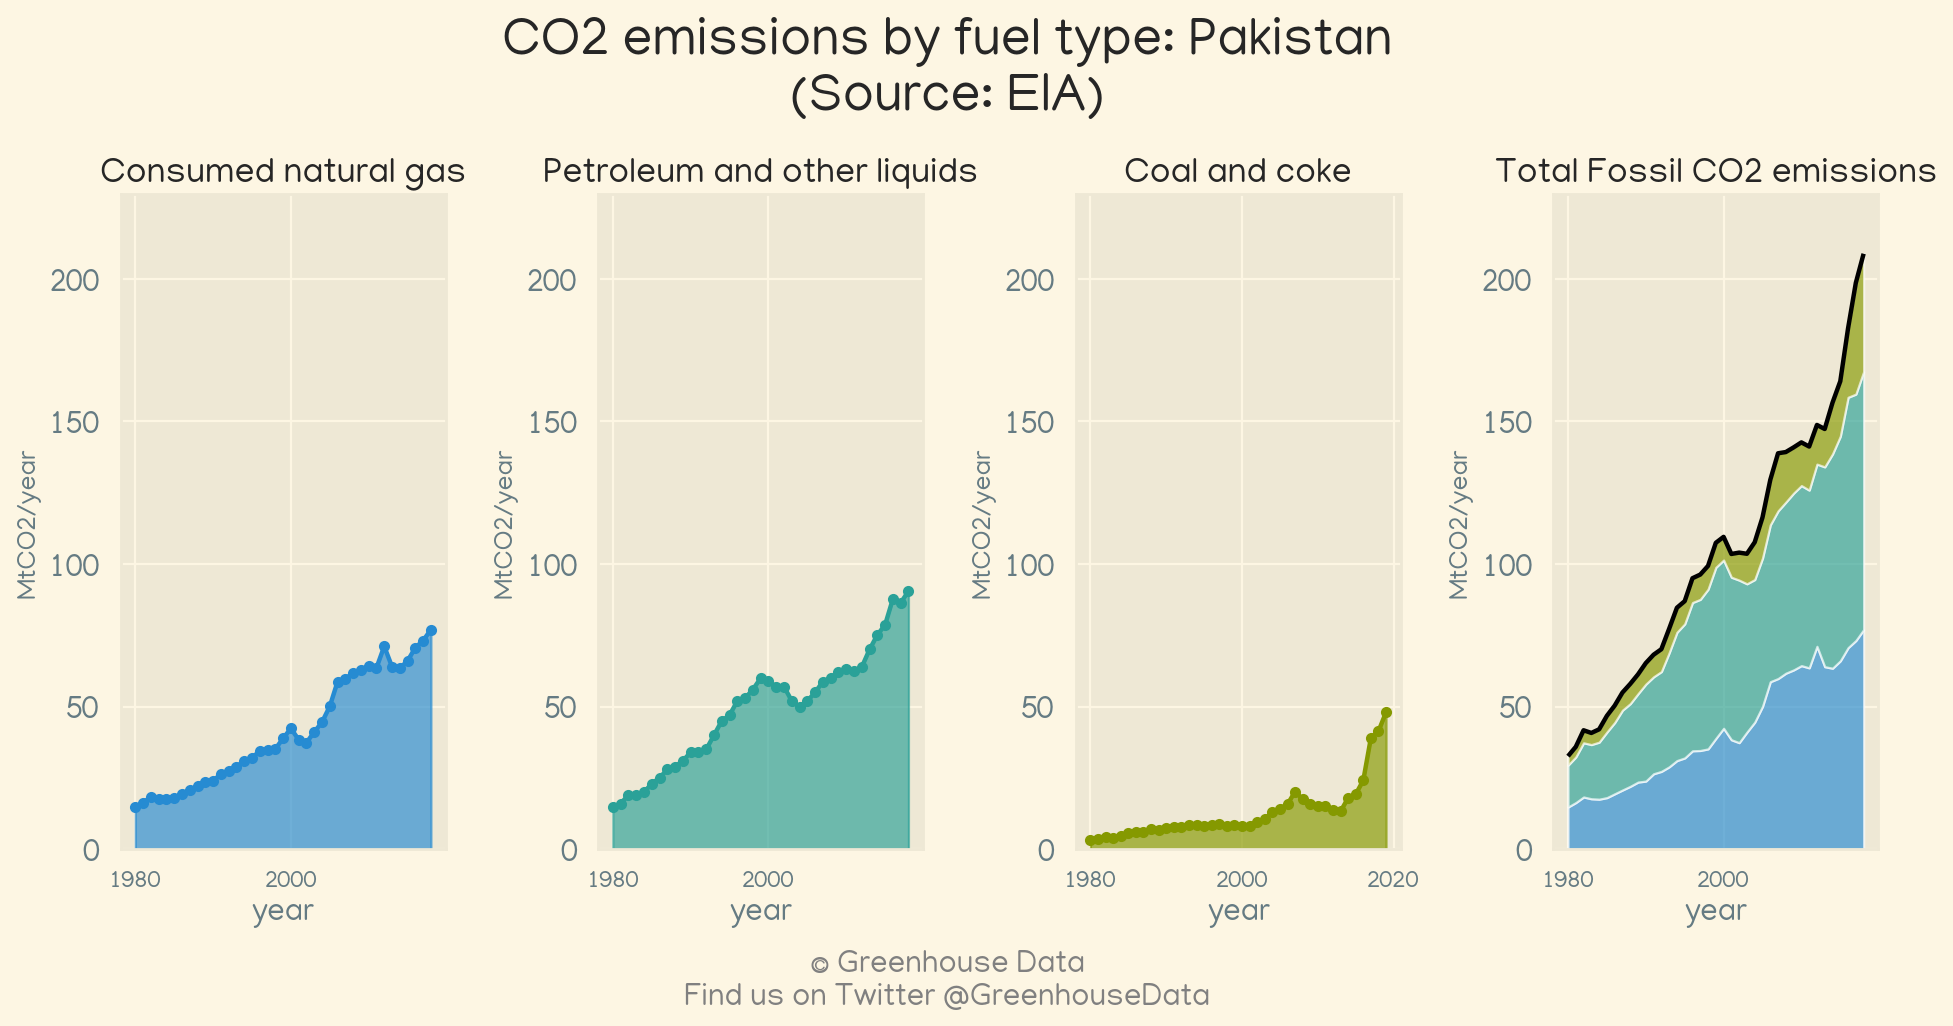 CO2 emissions by fuel type: Pakistan
(Source: EIA)
Consumed natural gas
Petroleum and other liquids
Coal and coke
Total Fossil CO2 emissions
200
150
100
50
0
MtCO2/year
1980 2000
year
200
150
100
50
0
MtCO2/year
1980 2000
year
200
150
100
50
0
MtCO2/year
1980 2000 2020
year
200
150
100
50
0
MtCO2/year
1980 2000
year
© Greenhouse Data
Find us on Twitter @GreenhouseData